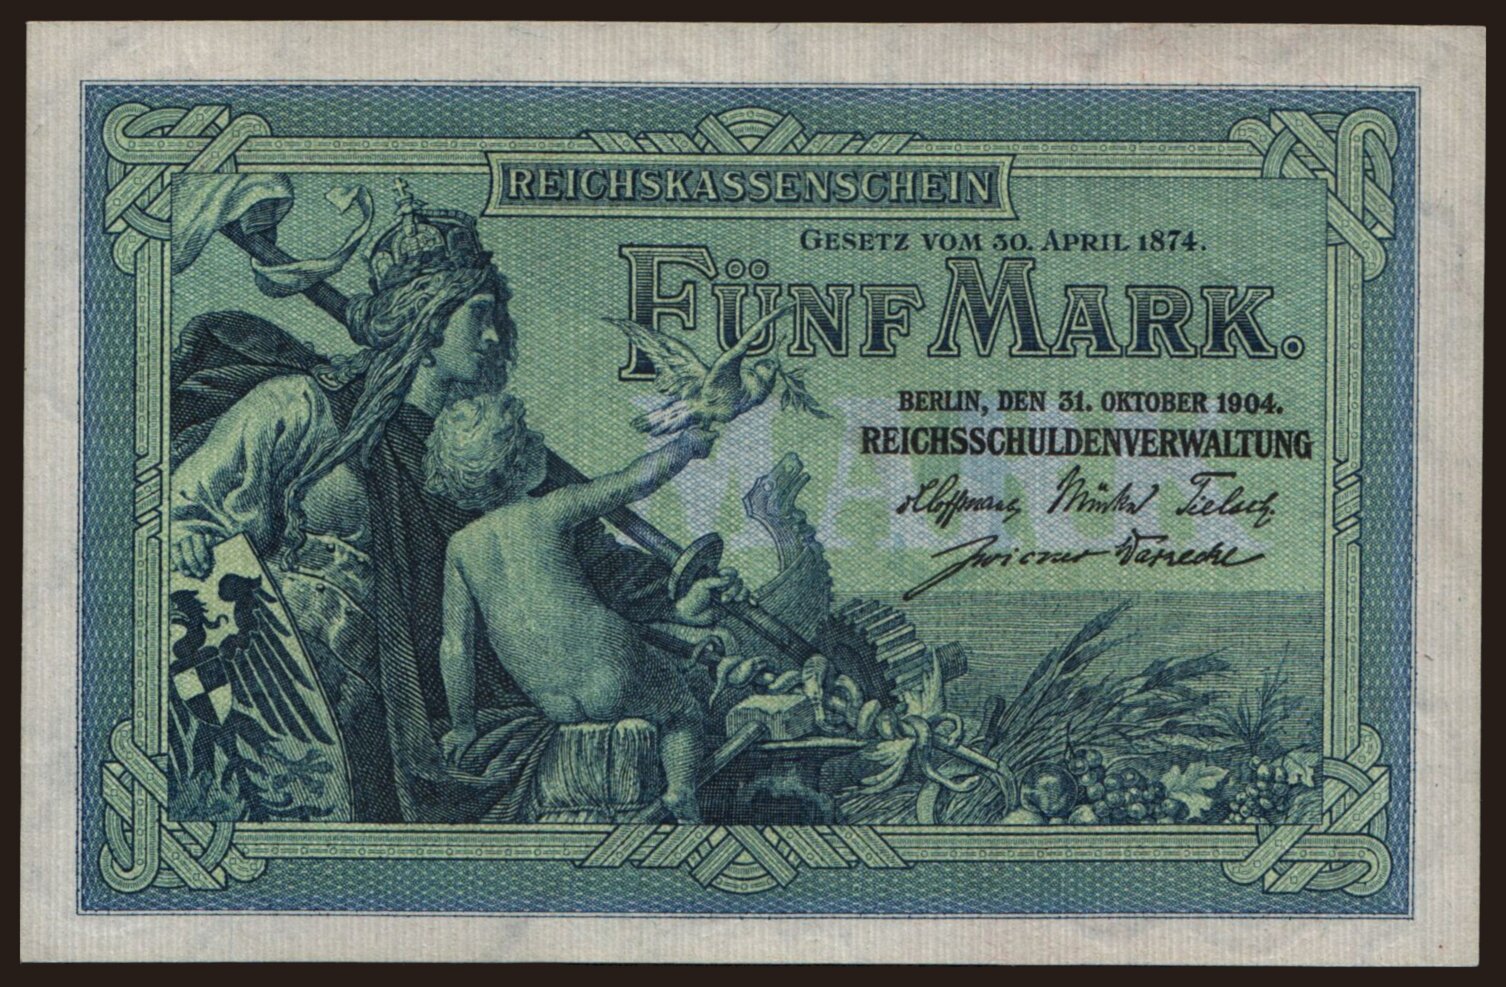 REICHSKASSENSCHEIN
GESETZ VOM 30. APRIL 1874.
FÜNF MARK.
BERLIN, DEN 31. OKTOBER 1904.
REICHSSCHULDENVERWALTUNG